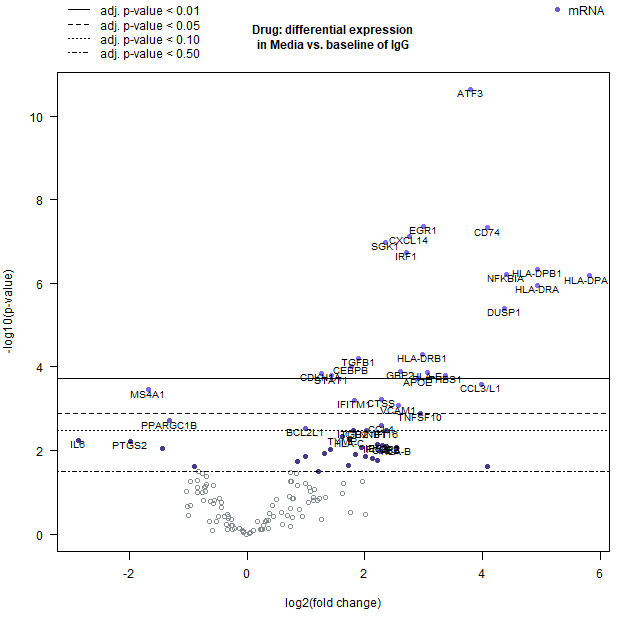 adj. p-value < 0.01
adj. p-value < 0.05
adj. p-value < 0.10
adj. p-value < 0.50
mRNA
Drug: differential expression
in Media vs. baseline of IgG
ATF3
EGR1
CD74
CXCL14
SGK1
IRF1
HLA-DPB1
NFKBIA
HLA-DPA
HLA-DRA
DUSP1
HLA-DRB1
TGFB1
CEBPB
GBP2
STAT1
APOE
CCL3/L1
MS4A1
IFITM1
CTSS
VCAM1
TNFSF10
PPARGC1B
BCL2L1
IL6
PTGS2
HLA-C
10
8
6
4
2
0
-2
0
2
4
6
-log10(p-value)
log2(fold change)